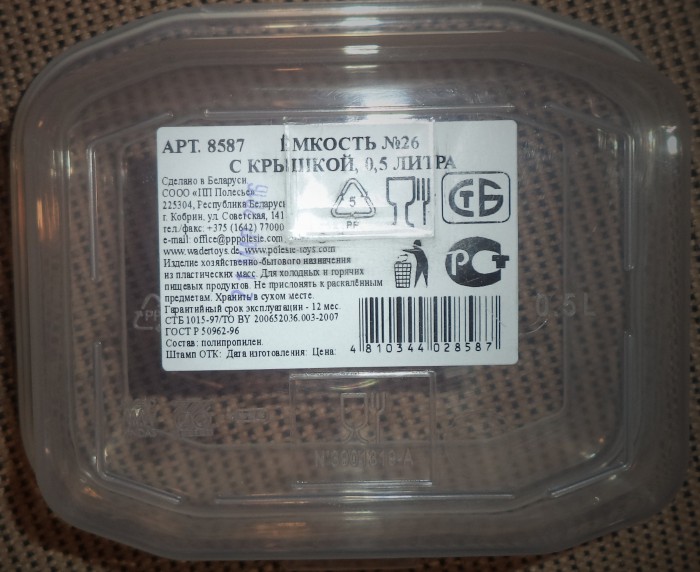 АРТ. 8587 ЁМКОСТЬ №26
С КРЫШКОЙ, 0,5 ЛИТРА
Сделано в Беларуси
СООО «ПП Полесье»
225304, Республика Беларусь
г. Кобрин, ул. Советская, 141
тел./факс: +375 (1642) 77000
e-mail: office@pppolesie.com
www.wadertoys.de, www.polesie-toys.com
Изделие хозяйственно-бытового назначения
из пластических масс. Для холодных и горячих
пищевых продуктов. Не прислонять к раскалённым
предметам. Хранить в сухом месте.
Гарантийный срок эксплуатации - 12 мес.
СТБ 1015-97/ТО BY 200652036.003-2007
ГОСТ Р 50962-96
Состав: полипропилен.
Штамп ОТК: Дата изготовления: Цена:
5
PP
СТБ
РСТ
4 810344 028587
PP
0.5